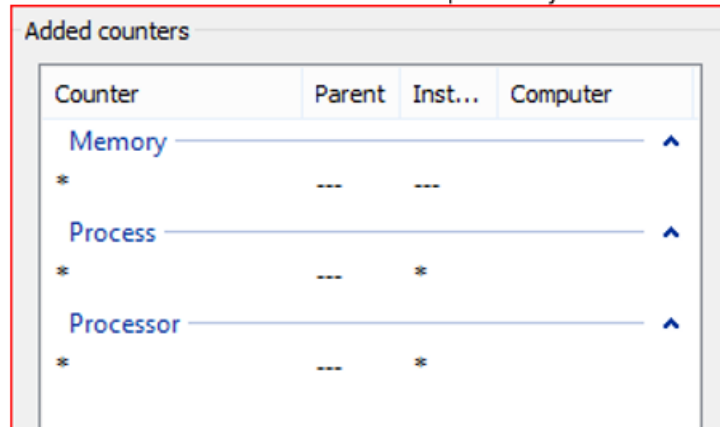 Added counters
Counter Parent Inst... Computer
Memory
* --- ---
Process
* --- *
Processor
* --- *